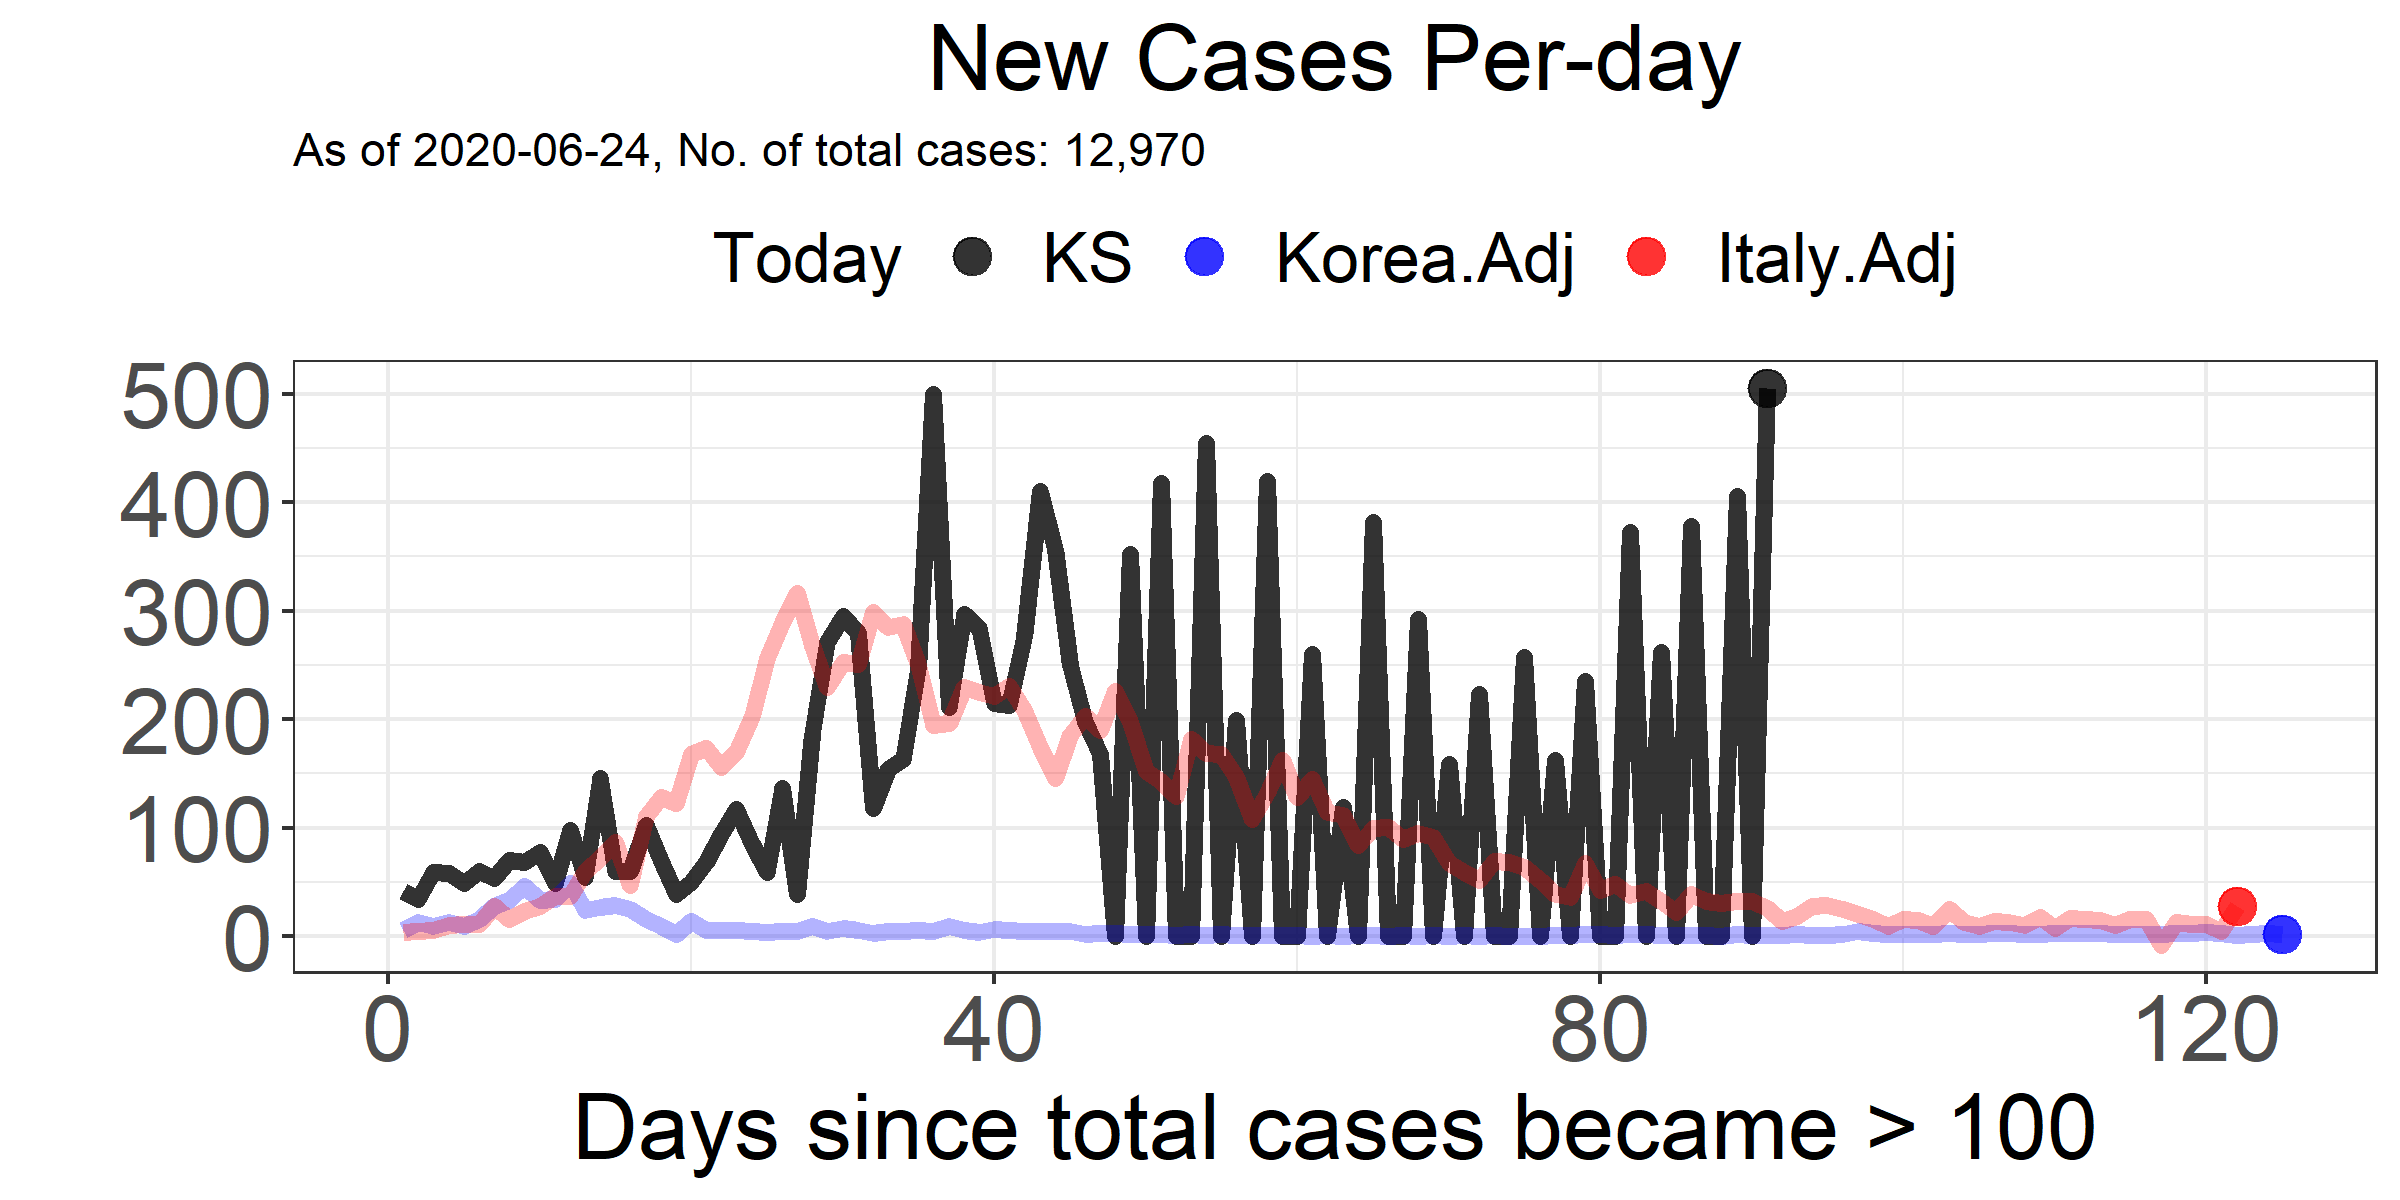 New Cases Per-day
As of 2020-06-24, No. of total cases: 12,970
Today KS Korea.Adj Italy.Adj
500
400
300
200
100
0
0 40 80 120
Days since total cases became > 100